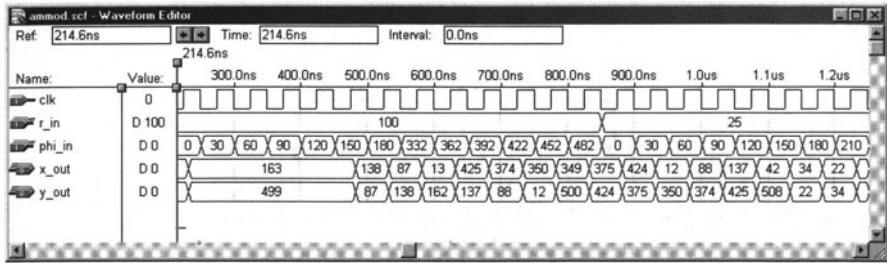 ammod.scf - Waveform Editor
Ref: 214.6ns Time: 214.6ns Interval: 0.0ns
214.6ns
Name: Value: 300.0ns 400.0ns 500.0ns 600.0ns 700.0ns 800.0ns 900.0ns 1.0us 1.1us 1.2us
clk 0
r_in D 100 100 25
phi_in D 0 0 30 60 90 120 150 180 332 362 392 422 452 482 0 30 60 90 120 150 180 210
x_out D 0 163 138 87 13 425 374 350 349 375 424 12 88 137 42 34 22
y_out D 0 499 87 138 162 137 88 12 500 424 375 350 374 425 508 22 34